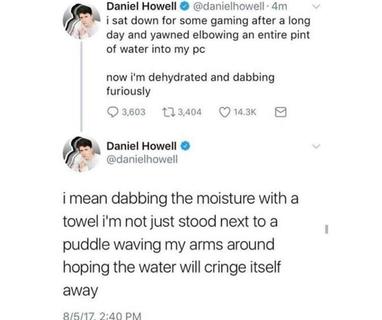 Daniel Howell @danielhowell · 4m
i sat down for some gaming after a long
day and yawned elbowing an entire pint
of water into my pc
now i'm dehydrated and dabbing
furiously
3,603 3,404 14.3K
Daniel Howell
@danielhowell
i mean dabbing the moisture with a
towel i'm not just stood next to a
puddle waving my arms around
hoping the water will cringe itself
away
8/5/17, 2:40 PM